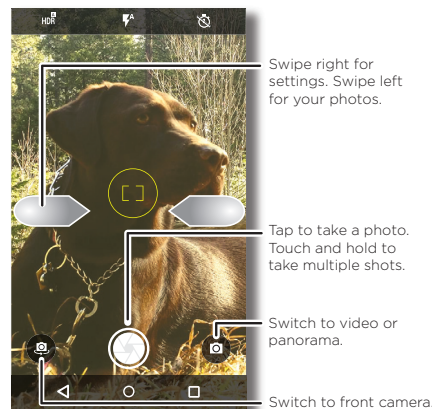 HDR
A
Swipe right for
settings. Swipe left
for your photos.
Tap to take a photo.
Touch and hold to
take multiple shots.
Switch to video or
panorama.
Switch to front camera.